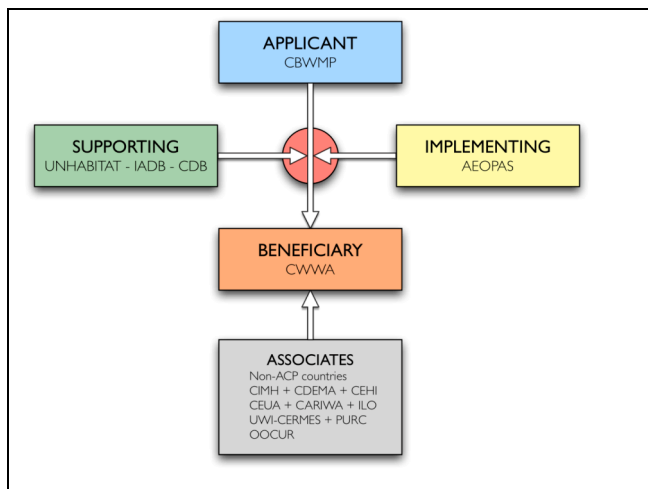 APPLICANT
CBWMP
SUPPORTING
UNHABITAT - IADB - CDB
IMPLEMENTING
AEOPAS
BENEFICIARY
CWWA
ASSOCIATES
Non-ACP countries
CIMH + CDEMA + CEHI
CEUA + CARIWA + ILO
UWI-CERMES + PURC
OOCUR